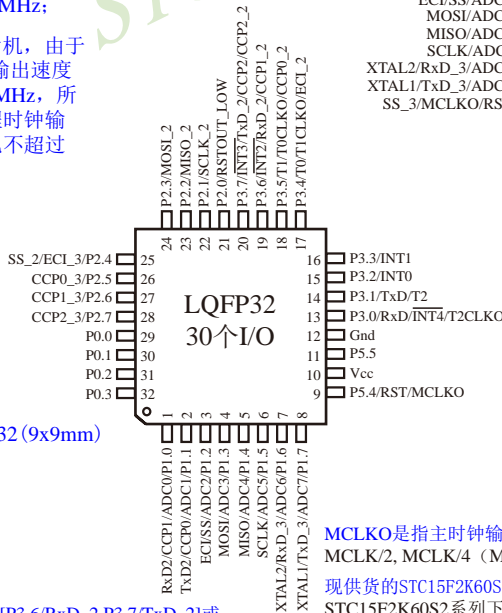 MHz；
机，由于
输出速度
MHz，所
时钟输
不超过
ECI/SS/ADC
MOSI/ADC
MISO/ADC
SCLK/ADC
XTAL2/RxD_3/ADC
XTAL1/TxD_3/ADC
SS_3/MCLKO/RS
P2.3/MOSI_2
P2.2/MISO_2
P2.1/SCLK_2
P2.0/RSTOUT_LOW
P3.7/INT3/TxD_2/CCP2/CCP2_2
P3.6/INT2/RxD_2/CCP1_2
P3.5/T1/T0CLKO/CCP0_2
P3.4/T0/T1CLKO/ECI_2
24 23 22 21 20 19 18 17
SS_2/ECI_3/P2.4 25
CCP0_3/P2.5 26
CCP1_3/P2.6 27
CCP2_3/P2.7 28
P0.0 29
P0.1 30
P0.2 31
P0.3 32
LQFP32
30个I/O
16 P3.3/INT1
15 P3.2/INT0
14 P3.1/TxD/T2
13 P3.0/RxD/INT4/T2CLKO
12 Gnd
11 P5.5
10 Vcc
9 P5.4/RST/MCLKO
1 2 3 4 5 6 7 8
RxD2/CCP1/ADC0/P1.0
TxD2/CCP0/ADC1/P1.1
ECI/SS/ADC2/P1.2
MOSI/ADC3/P1.3
MISO/ADC4/P1.4
SCLK/ADC5/P1.5
XTAL2/RxD_3/ADC6/P1.6
XTAL1/TxD_3/ADC7/P1.7
32(9x9mm)
MCLKO是指主时钟输
MCLK/2, MCLK/4（M
现供货的STC15F2K60S
STC15F2K60S2系列下
[P3.6/RxD_2,P3.7/TxD_2]或